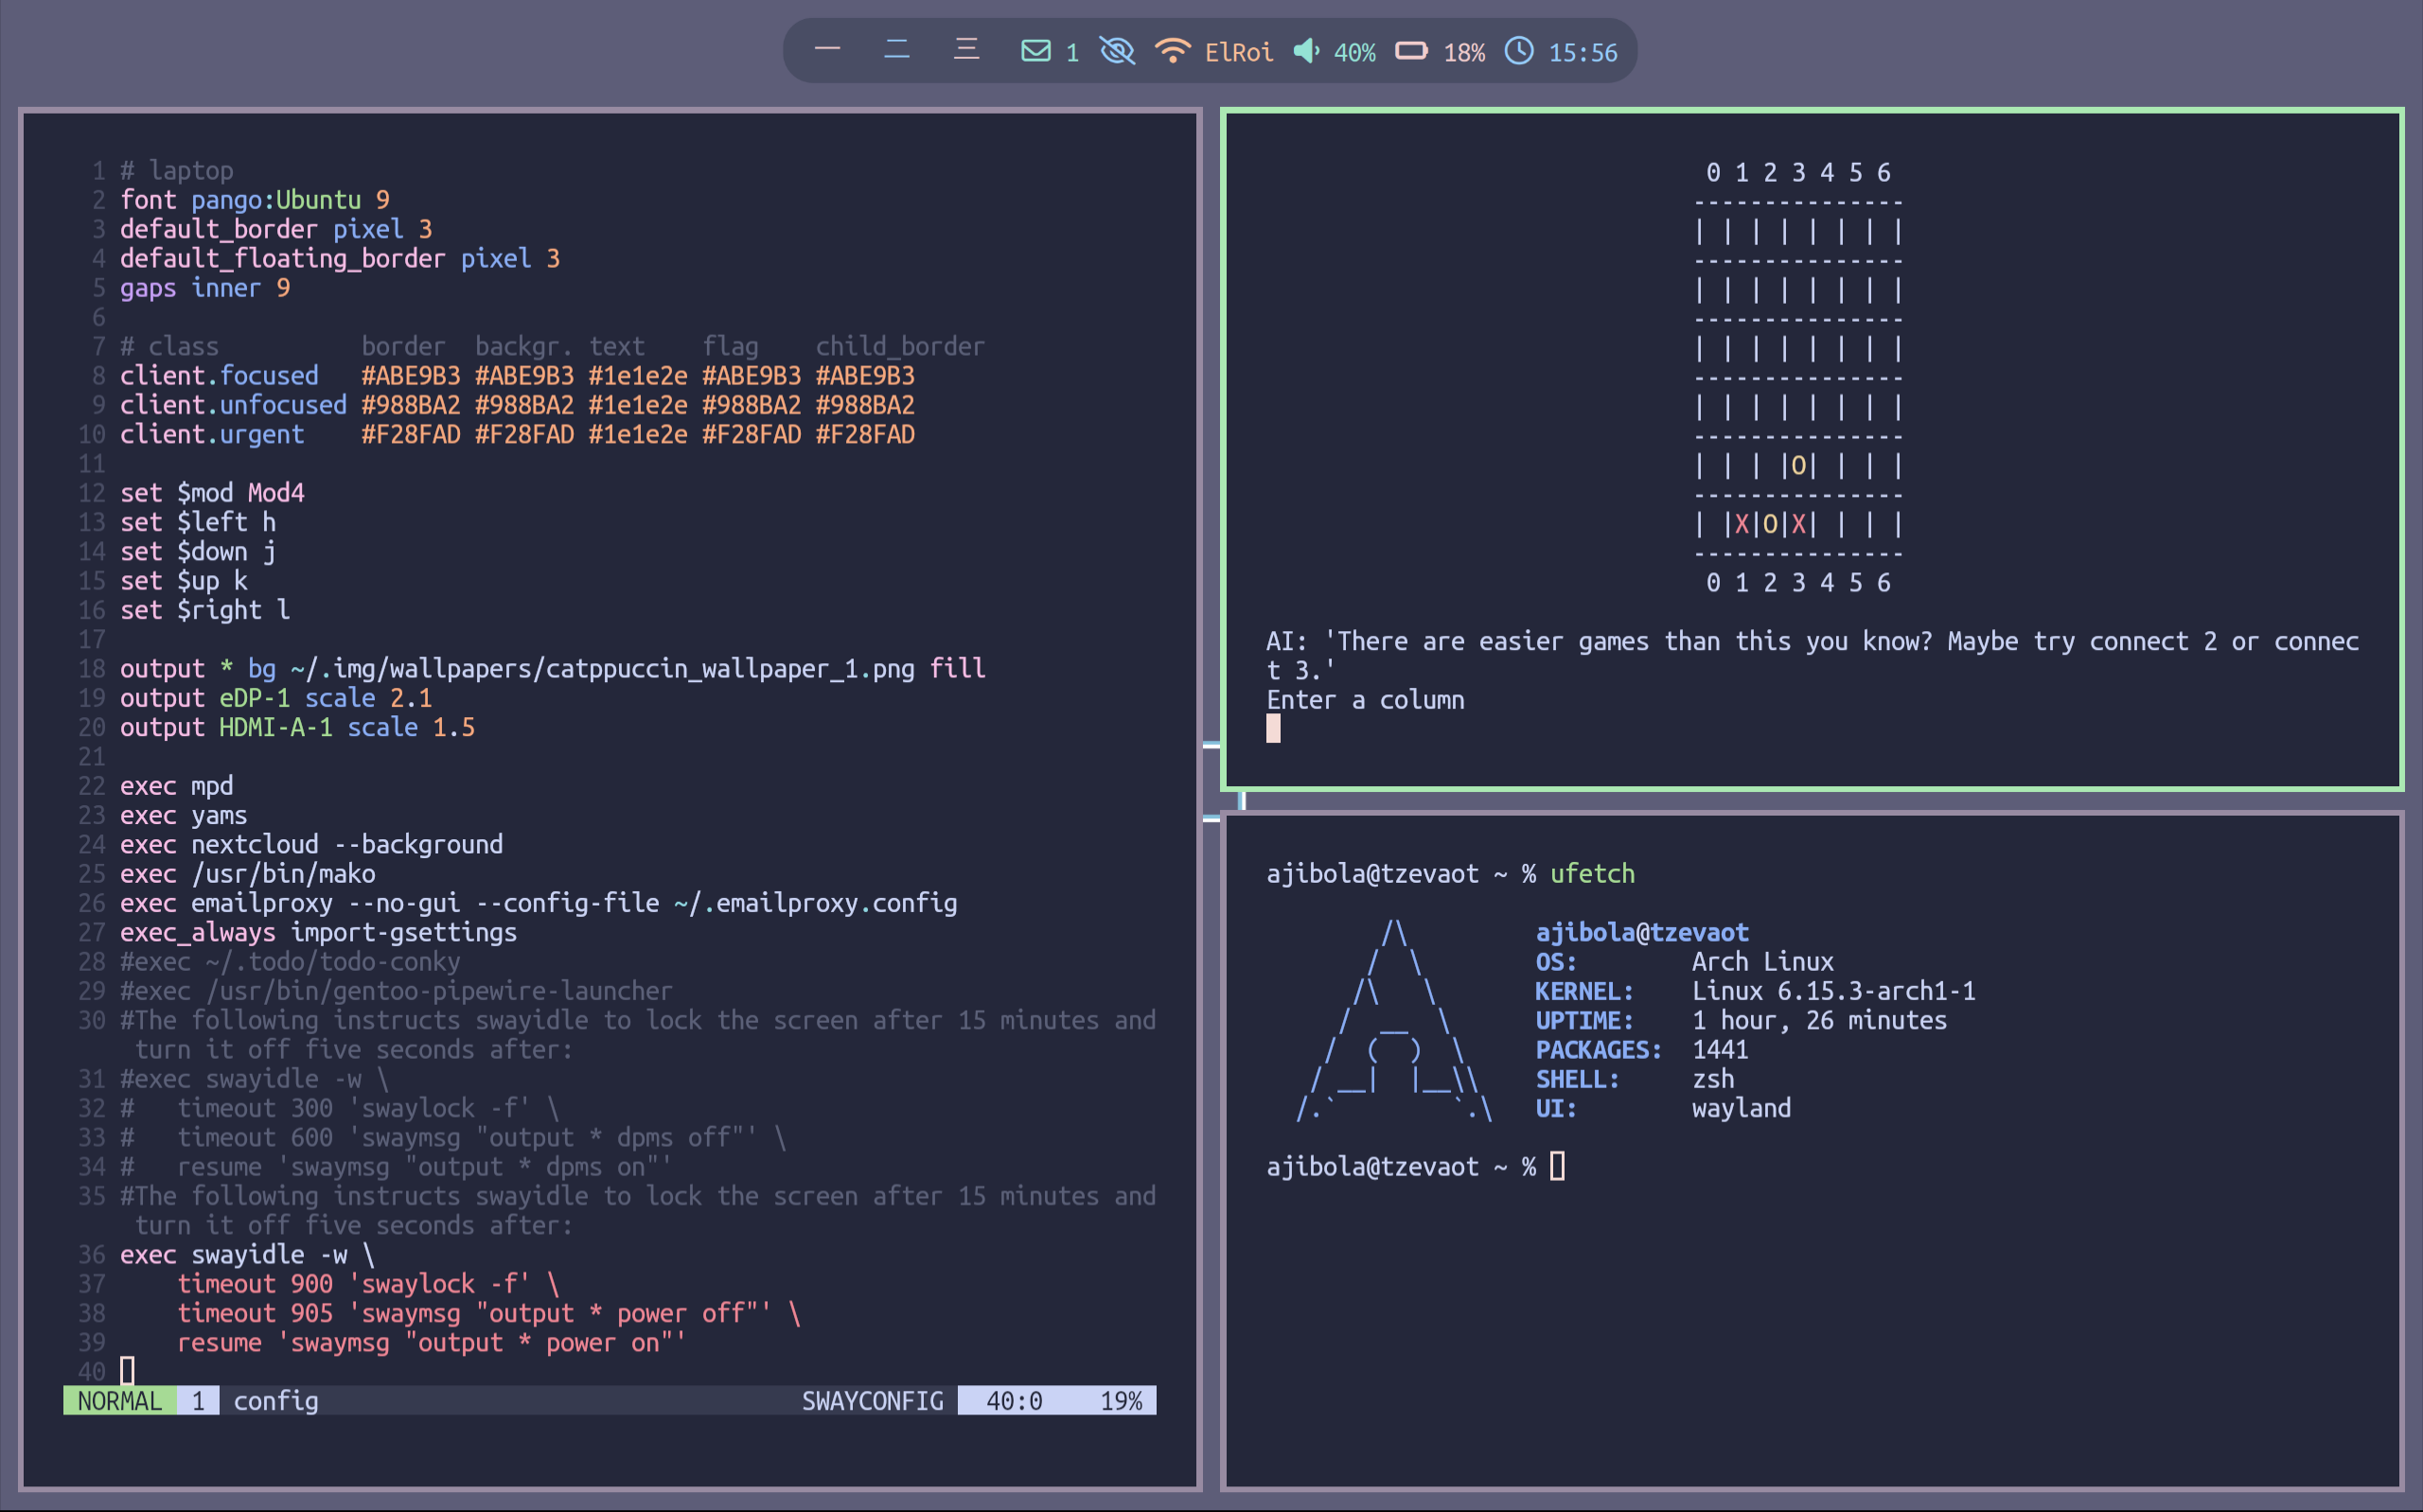 一 二 三 1 ElRoi 40% 18% 15:56
1 # laptop
2 font pango:Ubuntu 9
3 default_border pixel 3
4 default_floating_border pixel 3
5 gaps inner 9
6
7 # class          border  backgr. text    flag    child_border
8 client.focused   #ABE9B3 #ABE9B3 #1e1e2e #ABE9B3 #ABE9B3
9 client.unfocused #988BA2 #988BA2 #1e1e2e #988BA2 #988BA2
10 client.urgent    #F28FAD #F28FAD #1e1e2e #F28FAD #F28FAD
11
12 set $mod Mod4
13 set $left h
14 set $down j
15 set $up k
16 set $right l
17
18 output * bg ~/.img/wallpapers/catppuccin_wallpaper_1.png fill
19 output eDP-1 scale 2.1
20 output HDMI-A-1 scale 1.5
21
22 exec mpd
23 exec yams
24 exec nextcloud --background
25 exec /usr/bin/mako
26 exec emailproxy --no-gui --config-file ~/.emailproxy.config
27 exec_always import-gsettings
28 #exec ~/.todo/todo-conky
29 #exec /usr/bin/gentoo-pipewire-launcher
30 #The following instructs swayidle to lock the screen after 15 minutes and
turn it off five seconds after:
31 #exec swayidle -w \
32 #   timeout 300 'swaylock -f' \
33 #   timeout 600 'swaymsg "output * dpms off"' \
34 #   resume 'swaymsg "output * dpms on"'
35 #The following instructs swayidle to lock the screen after 15 minutes and
turn it off five seconds after:
36 exec swayidle -w \
37     timeout 900 'swaylock -f' \
38     timeout 905 'swaymsg "output * power off"' \
39     resume 'swaymsg "output * power on"'
40
NORMAL 1 config SWAYCONFIG 40:0 19%
0 1 2 3 4 5 6
---------------
| | | | | | | |
---------------
| | | | | | | |
---------------
| | | | | | | |
---------------
| | | | | | | |
---------------
| | | |O| | | |
---------------
| |X|O|X| | | |
---------------
0 1 2 3 4 5 6
AI: 'There are easier games than this you know? Maybe try connect 2 or connec
t 3.'
Enter a column
ajibola@tzevaot ~ % ufetch
ajibola@tzevaot
OS:        Arch Linux
KERNEL:    Linux 6.15.3-arch1-1
UPTIME:    1 hour, 26 minutes
PACKAGES:  1441
SHELL:     zsh
UI:        wayland
ajibola@tzevaot ~ %